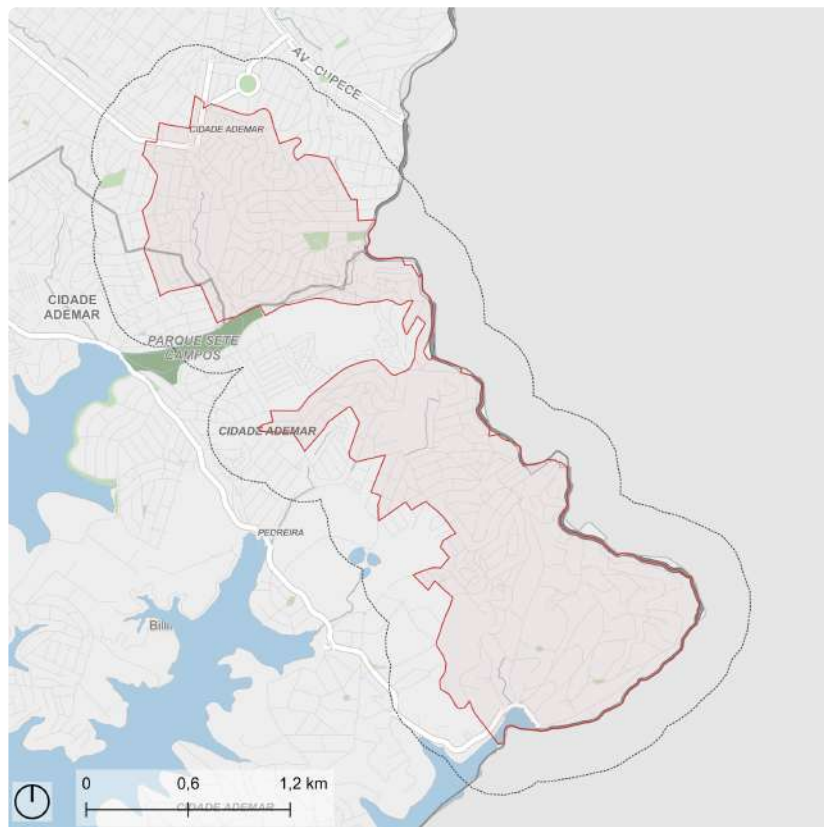 AV CUPECE
CIDADE ADEMAR
CIDADE
ADEMAR
PARQUE SETE
CAMPOS
CIDADE ADEMAR
PEDREIRA
Billi
0 0,6 1,2 km
CIDADE ADEMAR